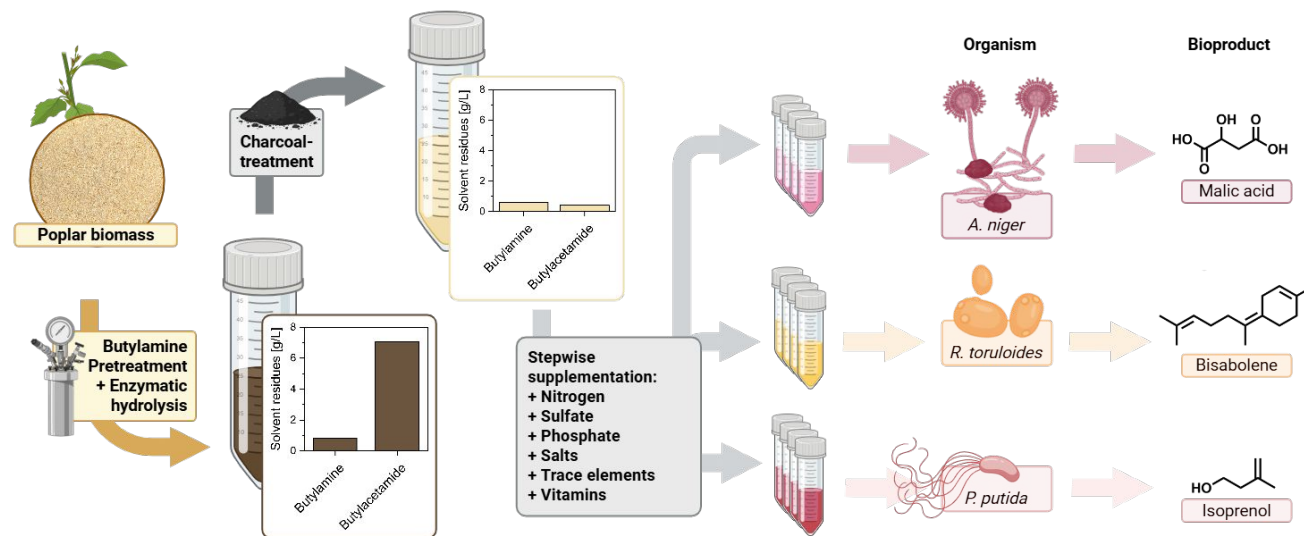 Poplar biomass
Butylamine
Pretreatment
+ Enzymatic
hydrolysis
Charcoal-
treatment
Solvent residues [g/L]
8
6
4
2
0
Butylamine
Butylacetamide
Solvent residues [g/L]
8
6
4
2
0
Butylamine
Butylacetamide
Stepwise
supplementation:
+ Nitrogen
+ Sulfate
+ Phosphate
+ Salts
+ Trace elements
+ Vitamins
Organism
Bioproduct
A. niger
OH
O
HO
OH
O
Malic acid
R. toruloides
Bisabolene
P. putida
HO
Isoprenol